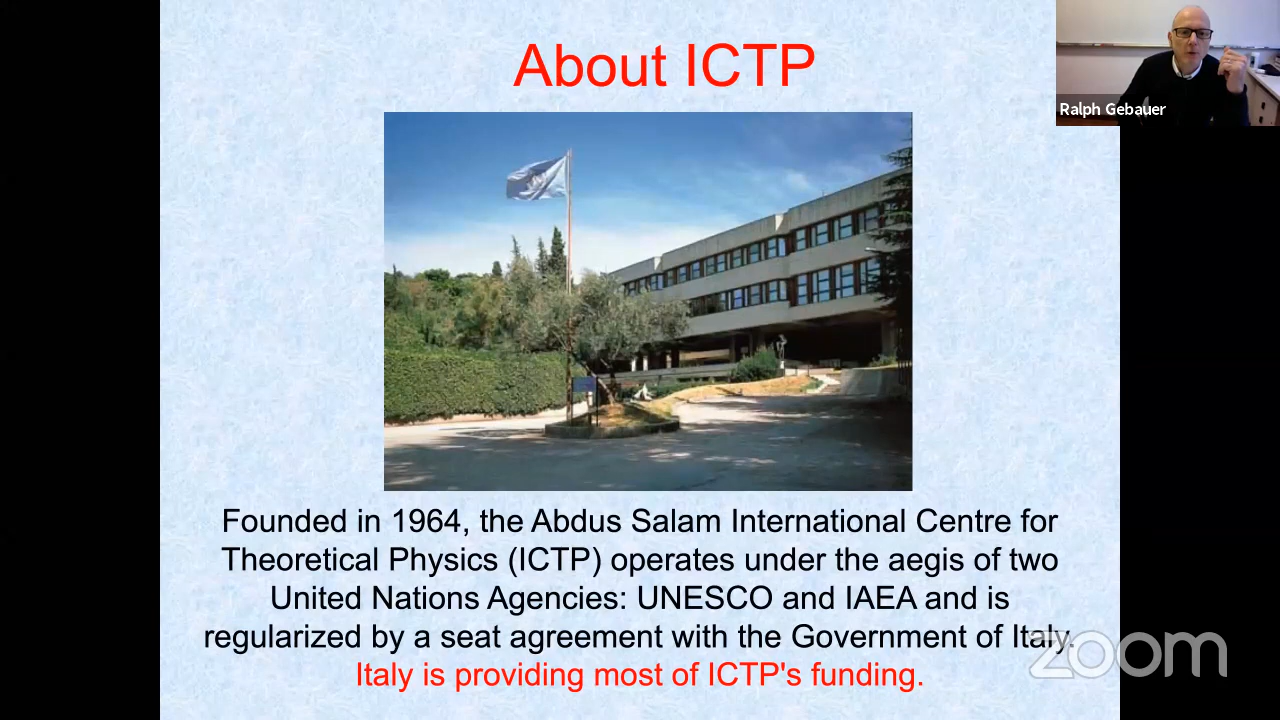 About ICTP
Ralph Gebauer
Founded in 1964, the Abdus Salam International Centre for
Theoretical Physics (ICTP) operates under the aegis of two
United Nations Agencies: UNESCO and IAEA and is
regularized by a seat agreement with the Government of Italy.
Italy is providing most of ICTP's funding.
zoom